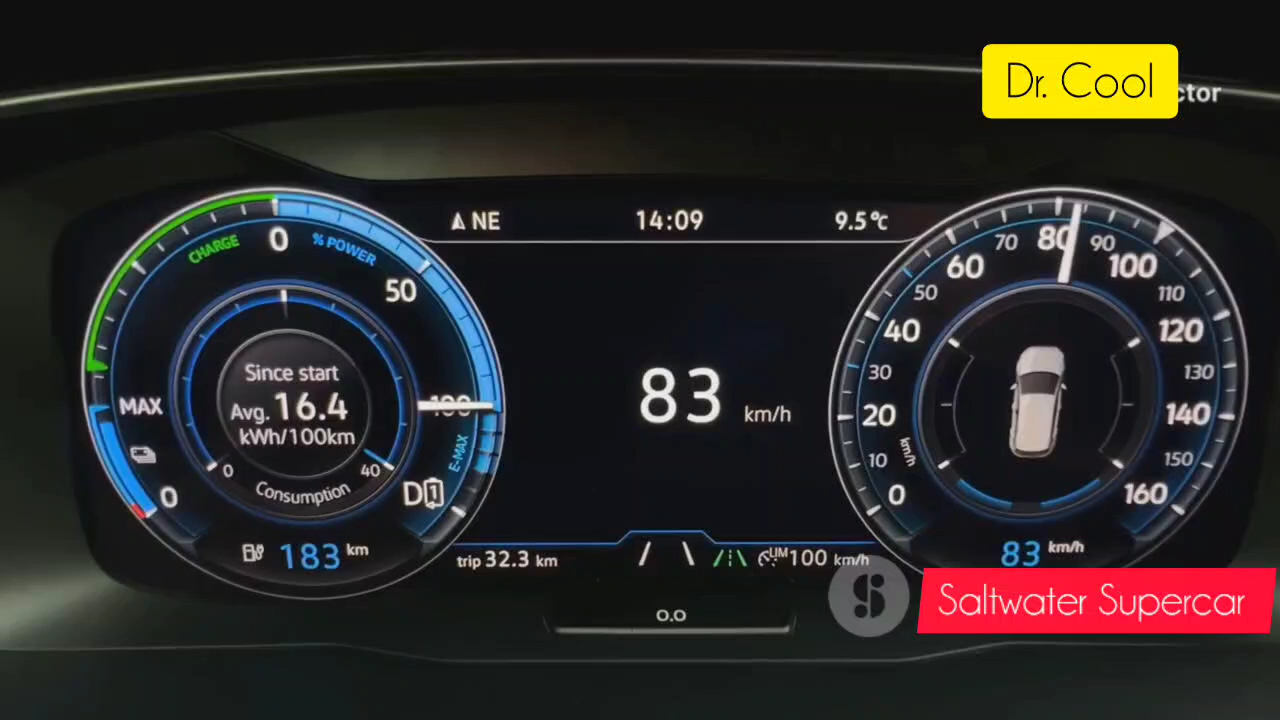 Dr. Cool
ctor
NE
14:09
9.5°C
CHARGE
0
% POWER
50
100
E-MAX
MAX
0
Since start
Avg. 16.4
kWh/100km
0
40
Consumption
D1
183 km
83 km/h
trip 32.3 km
LIM 100 km/h
0.0
0
10
20
30
40
50
60
70
80
90
100
110
120
130
140
150
160
km/h
83 km/h
S
Saltwater Supercar